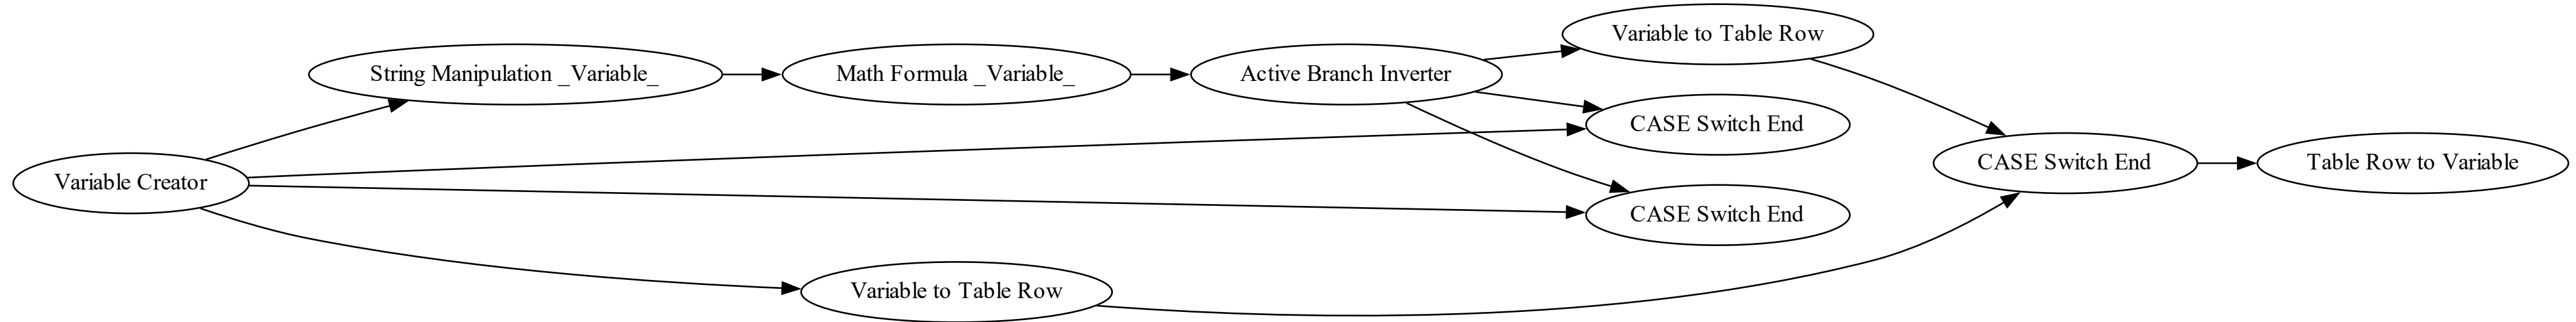 Variable to Table Row
String Manipulation _Variable_
Math Formula _Variable_
Active Branch Inverter
CASE Switch End
CASE Switch End
Table Row to Variable
Variable Creator
CASE Switch End
Variable to Table Row